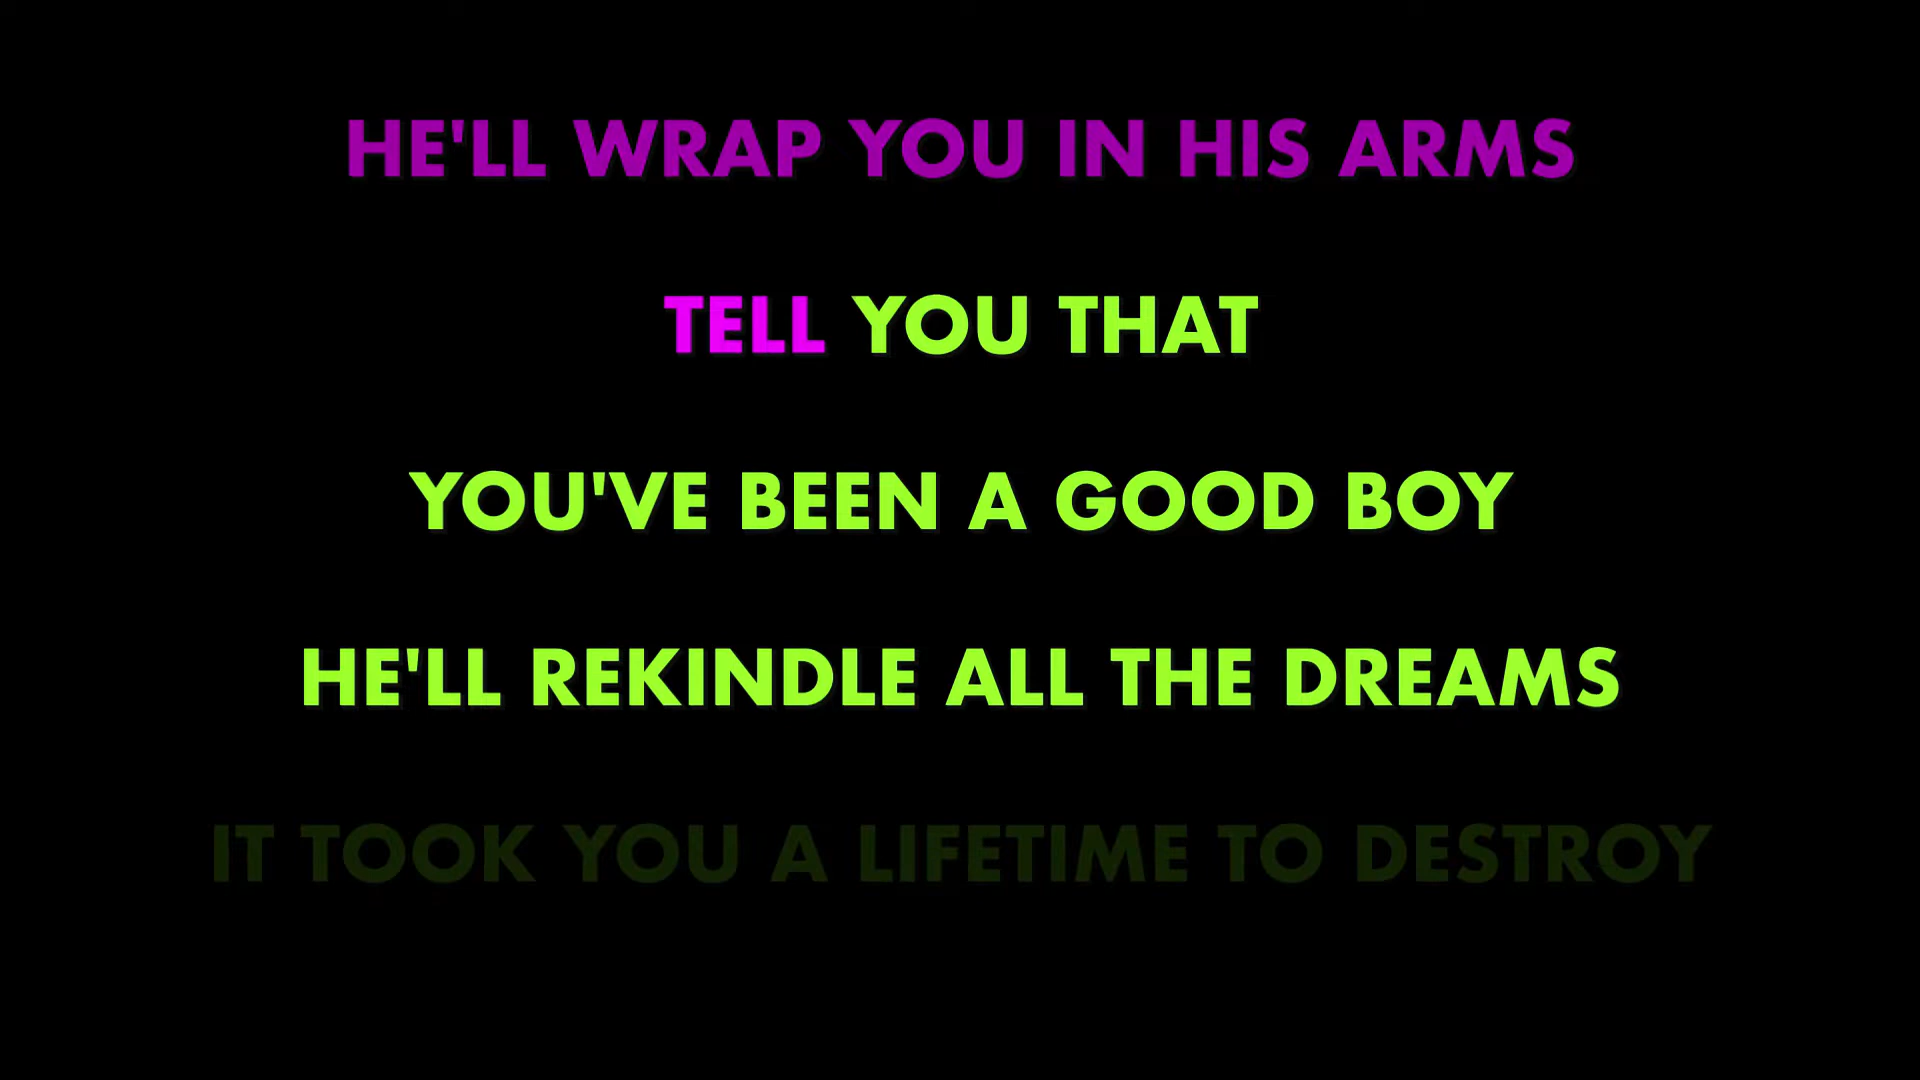 HE'LL WRAP YOU IN HIS ARMS
TELL YOU THAT
YOU'VE BEEN A GOOD BOY
HE'LL REKINDLE ALL THE DREAMS
IT TOOK YOU A LIFETIME TO DESTROY